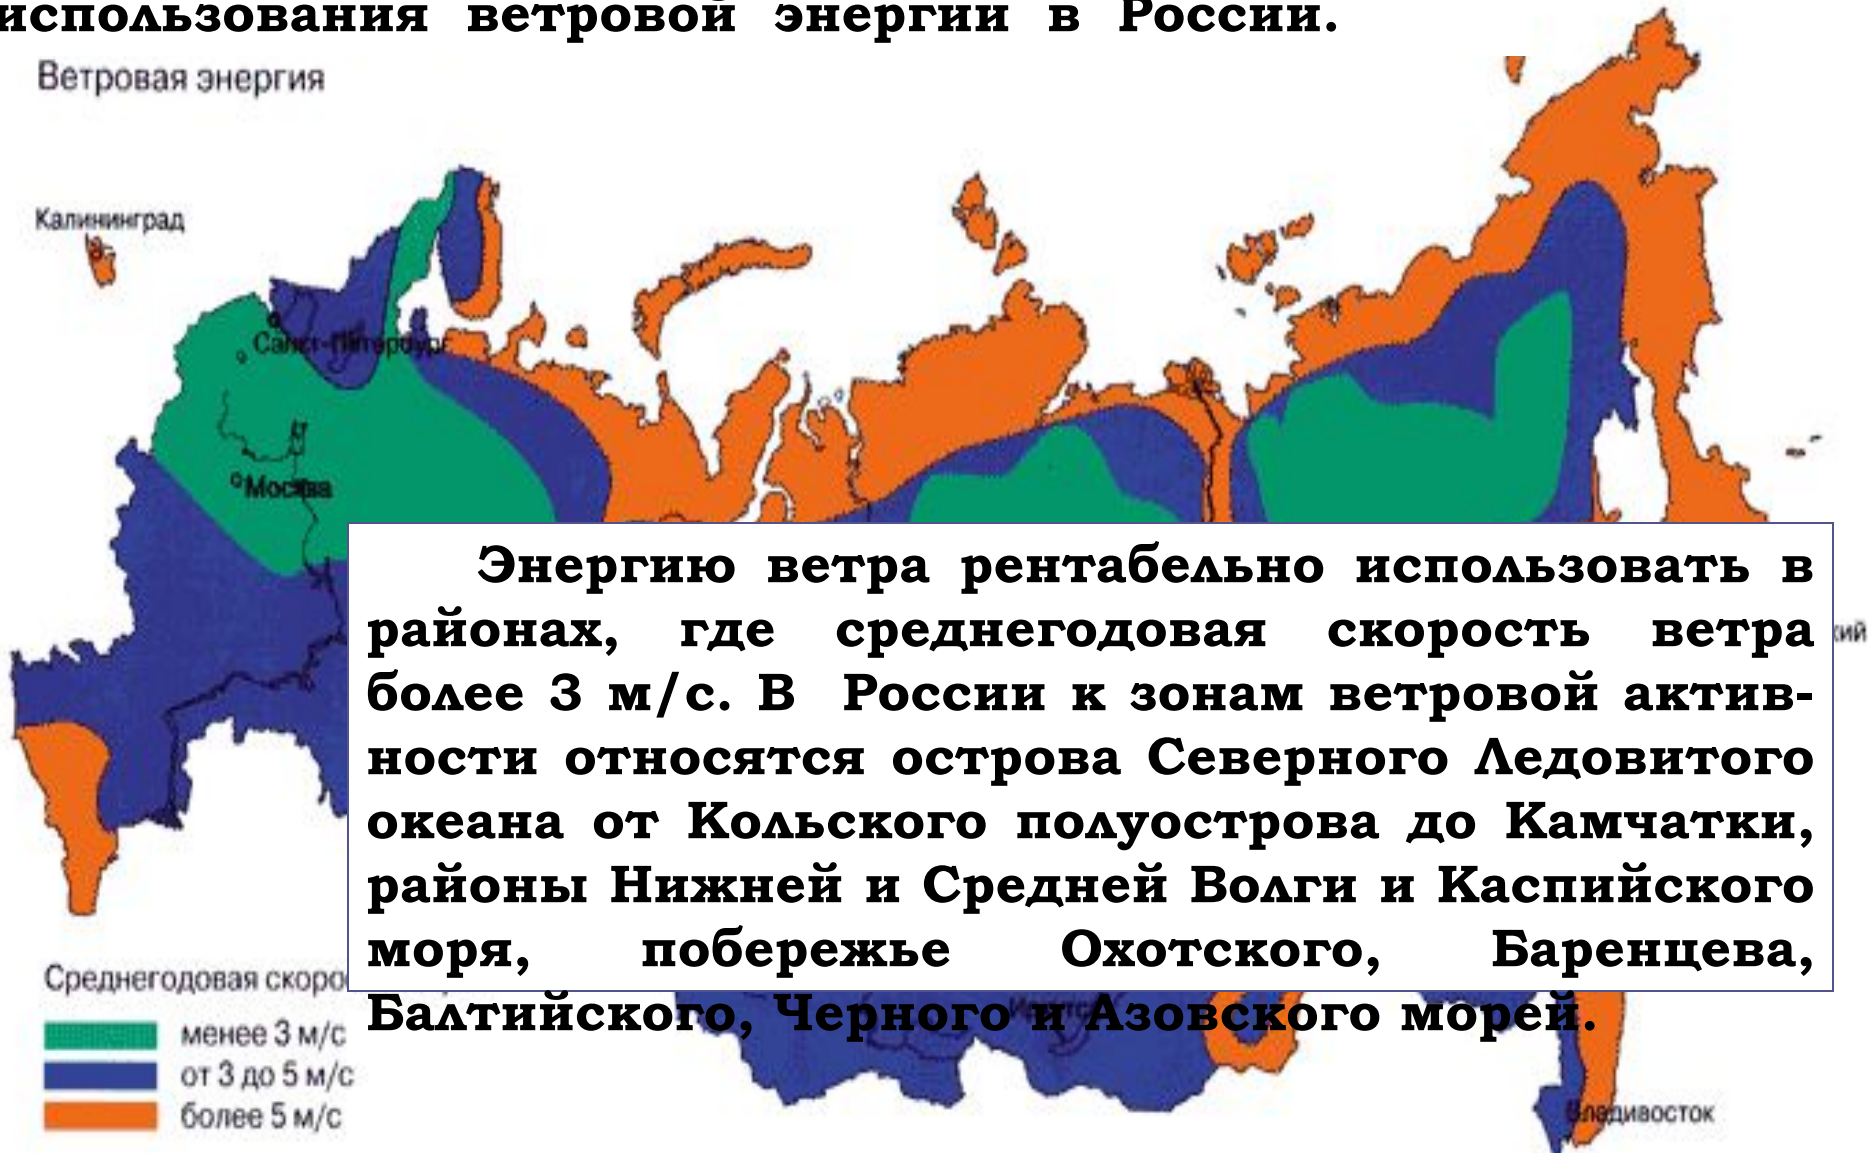 использования ветровой энергии в России.
Ветровая энергия
Калининград
Санкт-Петербург
Москва
Энергию ветра рентабельно использовать в
районах, где среднегодовая скорость ветра
более 3 м/с. В России к зонам ветровой актив-
ности относятся острова Северного Ледовитого
океана от Кольского полуострова до Камчатки,
районы Нижней и Средней Волги и Каспийского
моря, побережье Охотского, Баренцева,
Балтийского, Черного и Азовского морей.
кий
Среднегодовая скоро
менее 3 м/с
от 3 до 5 м/с
более 5 м/с
Владивосток